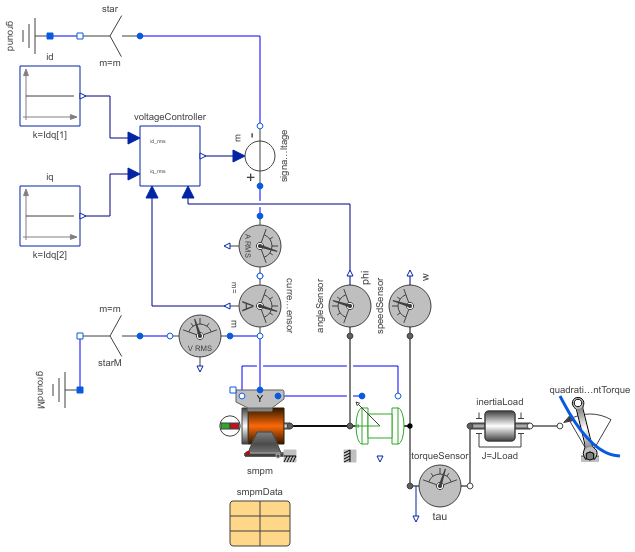 star
ground
m=m
id
k=Idq[1]
voltageController
id_rms
iq_rms
m
-
+
signa...ltage
iq
k=Idq[2]
A RMS
m=
A
curre...ensor
m
angleSensor
phi
speedSensor
w
m=m
starM
V RMS
groundM
Y
smpm
smpmData
torqueSensor
tau
inertiaLoad
J=JLoad
quadrati...ntTorque